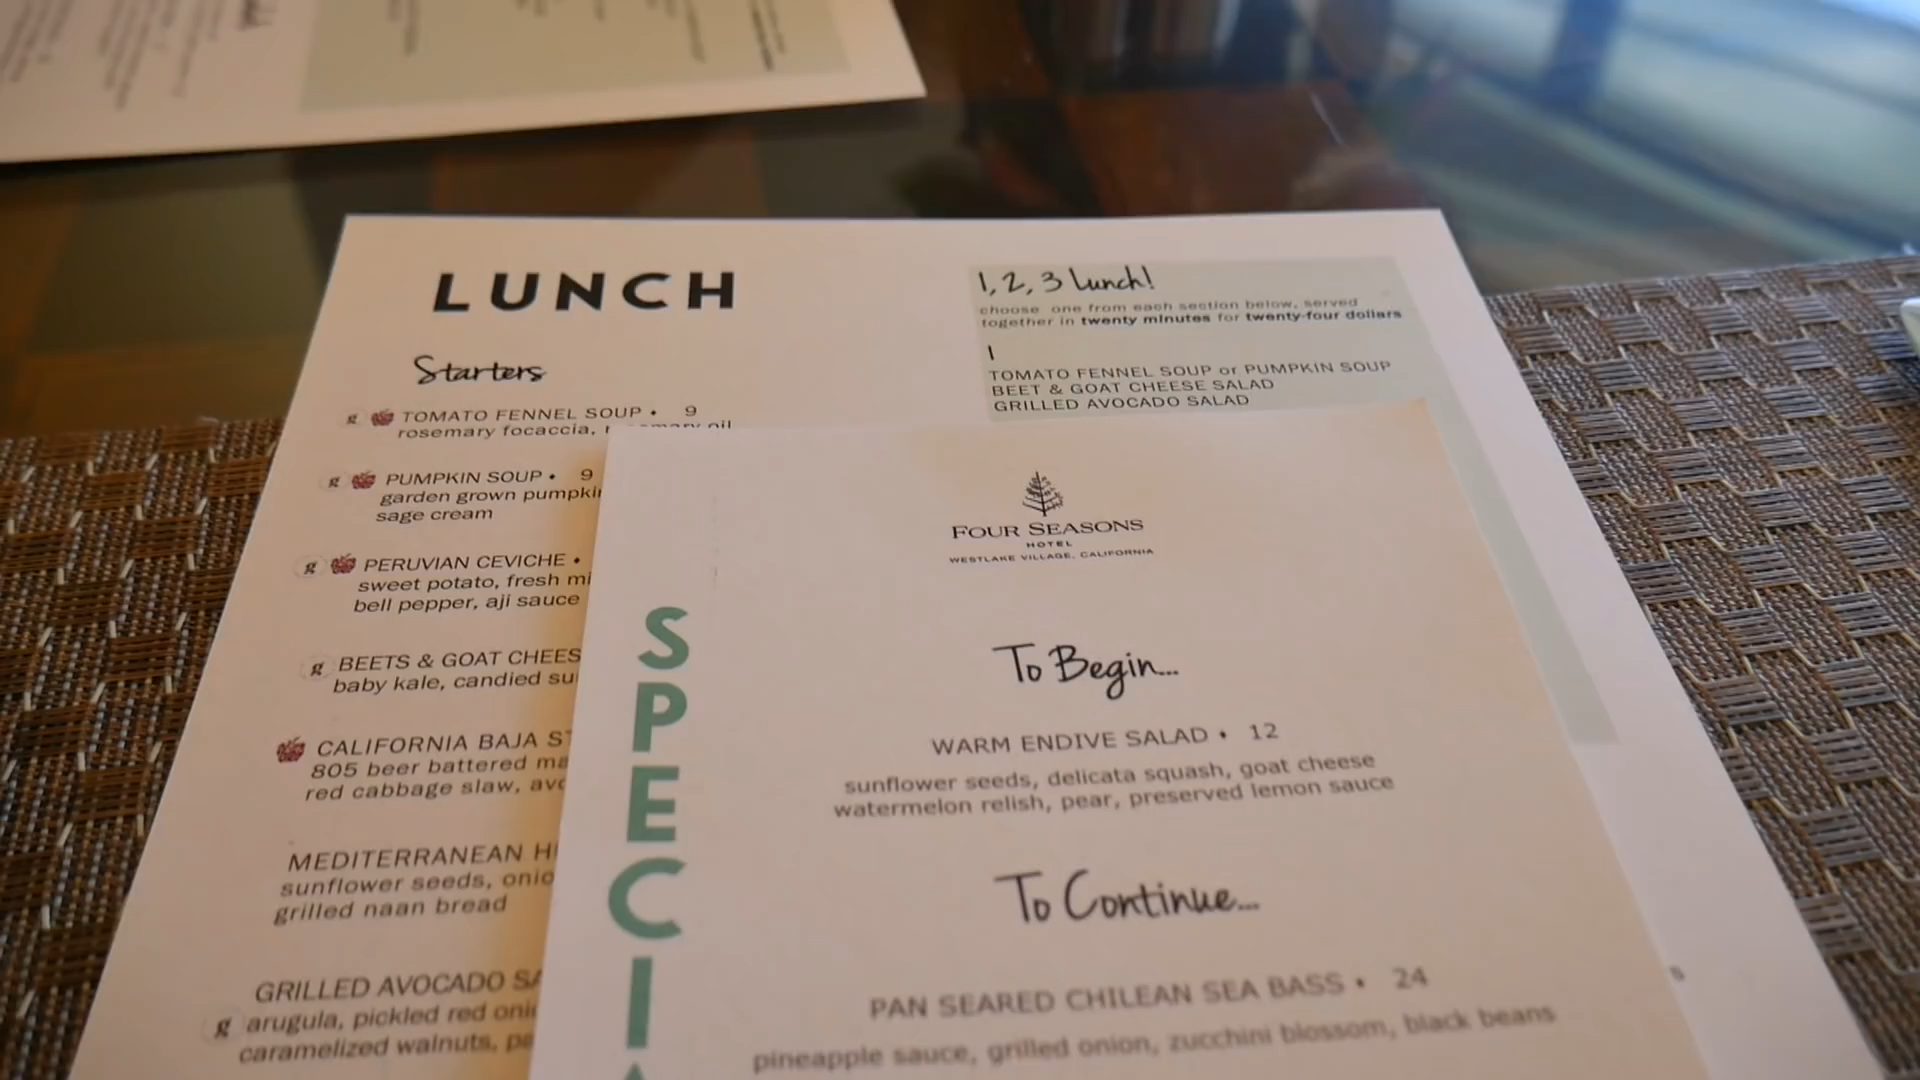 LUNCH
Starters
g TOMATO FENNEL SOUP • 9
rosemary focaccia, rosemary oil
g PUMPKIN SOUP • 9
garden grown pumpkin
sage cream
g PERUVIAN CEVICHE •
sweet potato, fresh mi
bell pepper, aji sauce
g BEETS & GOAT CHEES
baby kale, candied su
CALIFORNIA BAJA ST
805 beer battered ma
red cabbage slaw, avo
MEDITERRANEAN H
sunflower seeds, onio
grilled naan bread
GRILLED AVOCADO SA
g arugula, pickled red oni
caramelized walnuts, pa
1, 2, 3 Lunch!
choose one from each section below, served
together in twenty minutes for twenty-four dollars
1
TOMATO FENNEL SOUP or PUMPKIN SOUP
BEET & GOAT CHEESE SALAD
GRILLED AVOCADO SALAD
FOUR SEASONS
HOTEL
WESTLAKE VILLAGE, CALIFORNIA
SPECIA
To Begin...
WARM ENDIVE SALAD • 12
sunflower seeds, delicata squash, goat cheese
watermelon relish, pear, preserved lemon sauce
To Continue...
PAN SEARED CHILEAN SEA BASS • 24
pineapple sauce, grilled onion, zucchini blossom, black beans